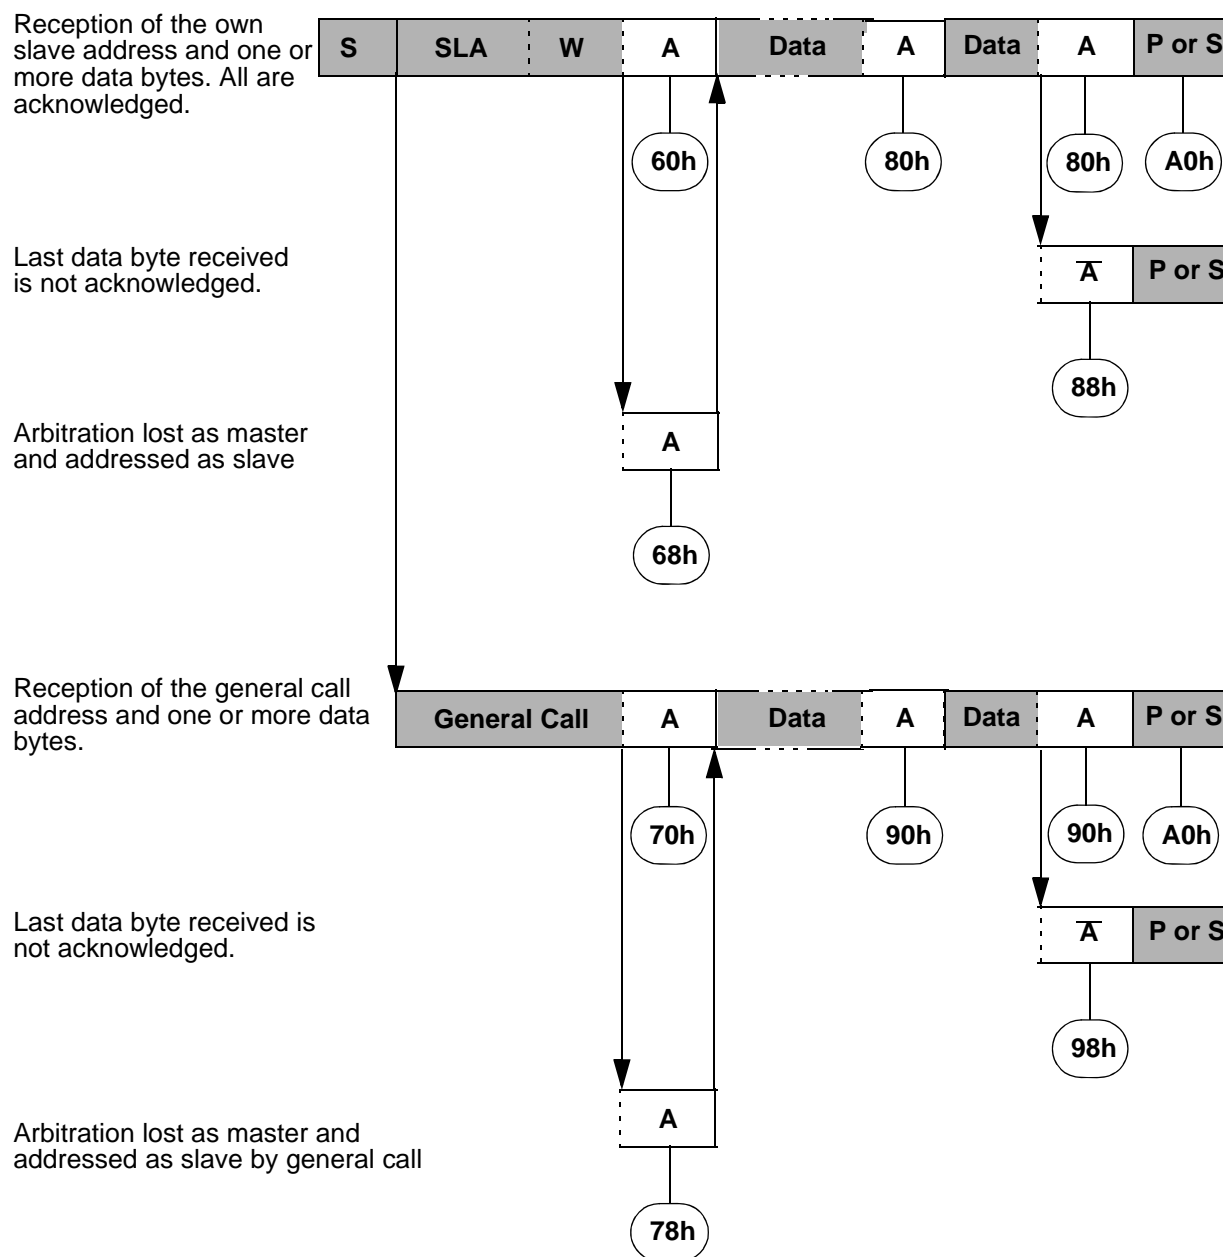 Reception of the own
slave address and one or
more data bytes. All are
acknowledged.
S SLA W A Data A Data A P or S
60h 80h 80h A0h
Last data byte received
is not acknowledged.
A P or S
88h
Arbitration lost as master
and addressed as slave
A
68h
Reception of the general call
address and one or more data
bytes.
General Call A Data A Data A P or S
70h 90h 90h A0h
Last data byte received is
not acknowledged.
A P or S
98h
Arbitration lost as master and
addressed as slave by general call
A
78h